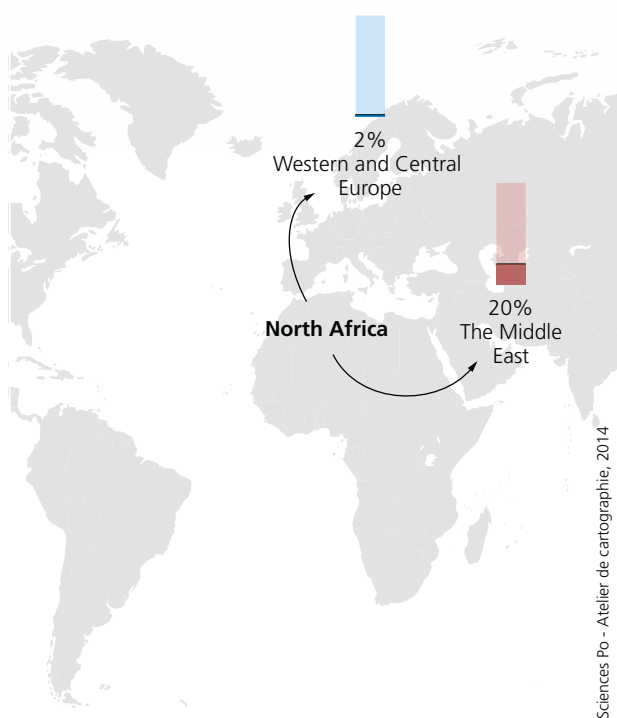 2%
Western and Central
Europe
20%
The Middle
East
North Africa
Sciences Po - Atelier de cartographie, 2014